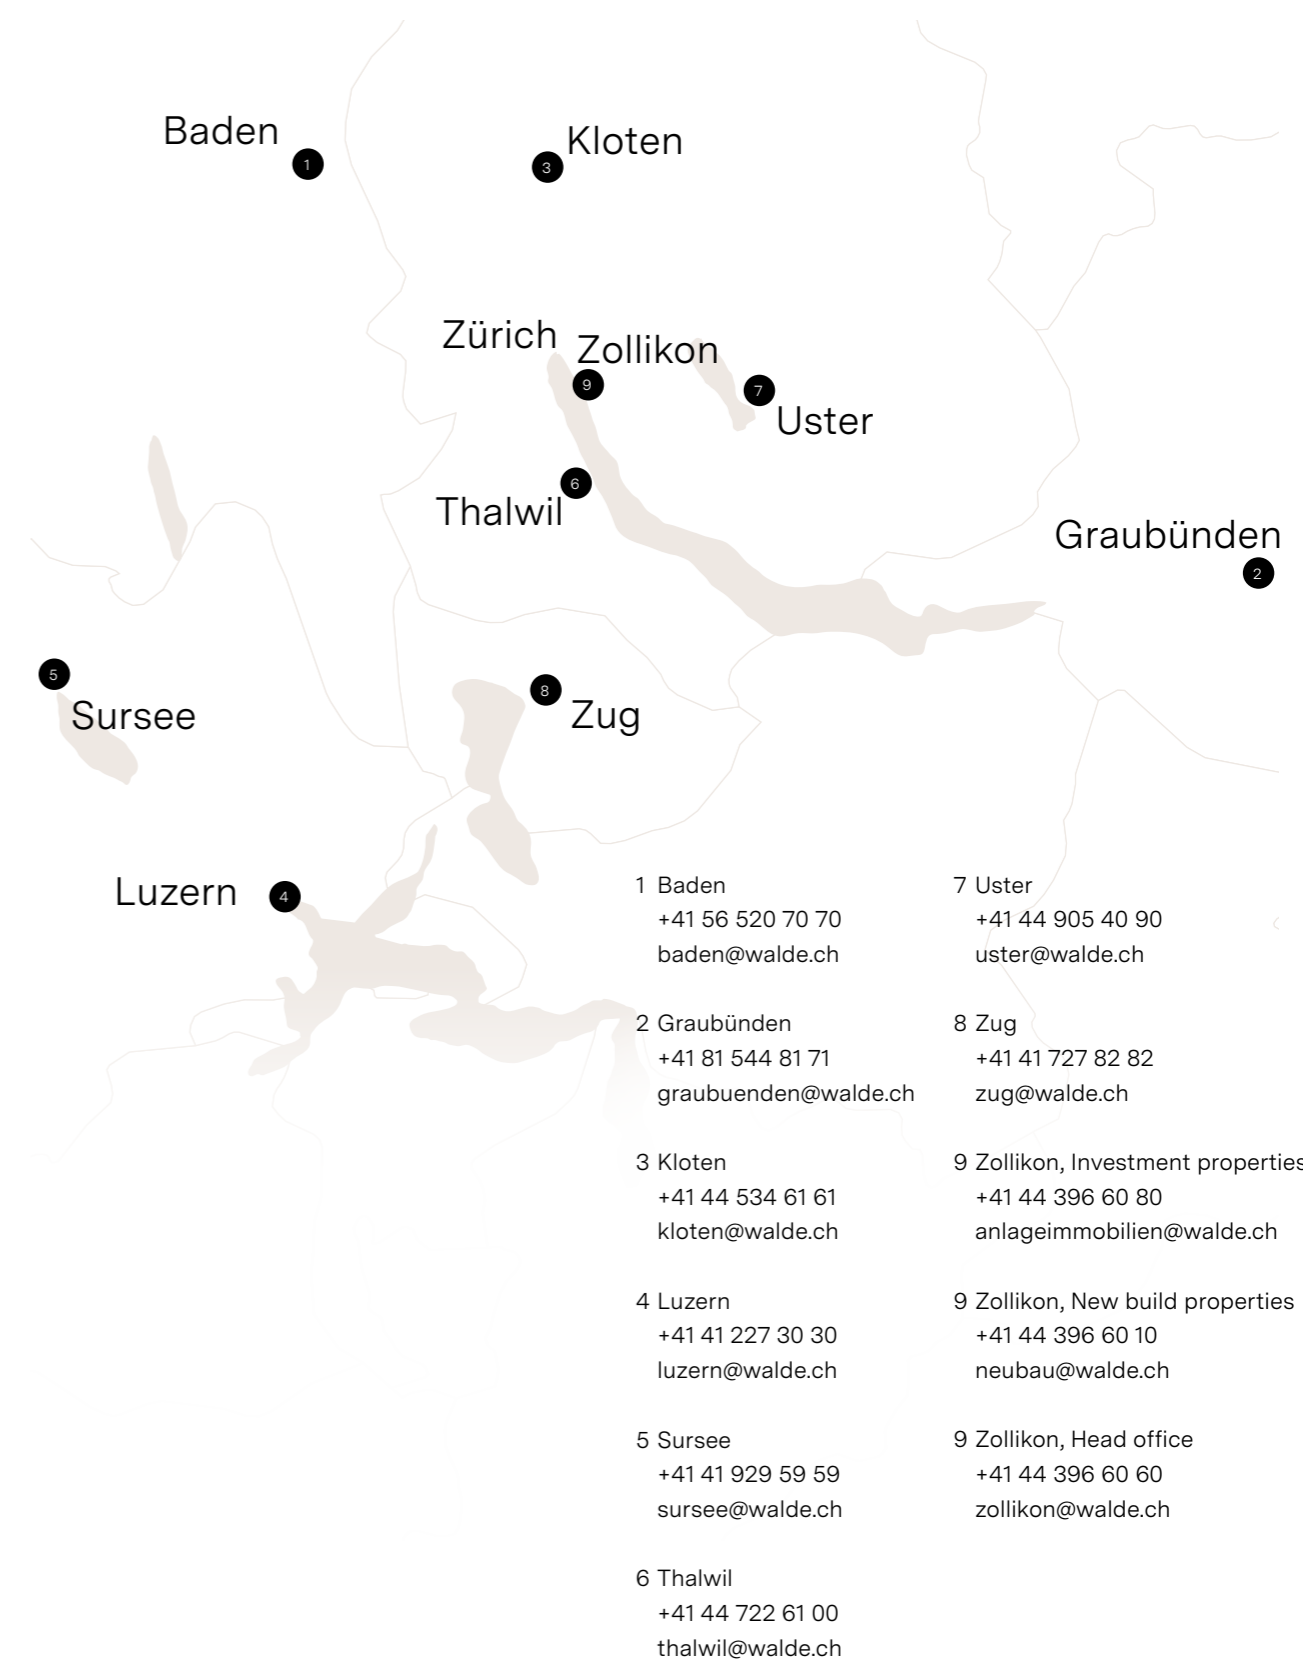 Baden
1
Kloten
3
Zürich
Zollikon
9
7
Uster
6
Thalwil
Graubünden
2
5
Sursee
8
Zug
Luzern
4
1 Baden
+41 56 520 70 70
baden@walde.ch
2 Graubünden
+41 81 544 81 71
graubuenden@walde.ch
3 Kloten
+41 44 534 61 61
kloten@walde.ch
4 Luzern
+41 41 227 30 30
luzern@walde.ch
5 Sursee
+41 41 929 59 59
sursee@walde.ch
6 Thalwil
+41 44 722 61 00
thalwil@walde.ch
7 Uster
+41 44 905 40 90
uster@walde.ch
8 Zug
+41 41 727 82 82
zug@walde.ch
9 Zollikon, Investment properties
+41 44 396 60 80
anlageimmobilien@walde.ch
9 Zollikon, New build properties
+41 44 396 60 10
neubau@walde.ch
9 Zollikon, Head office
+41 44 396 60 60
zollikon@walde.ch